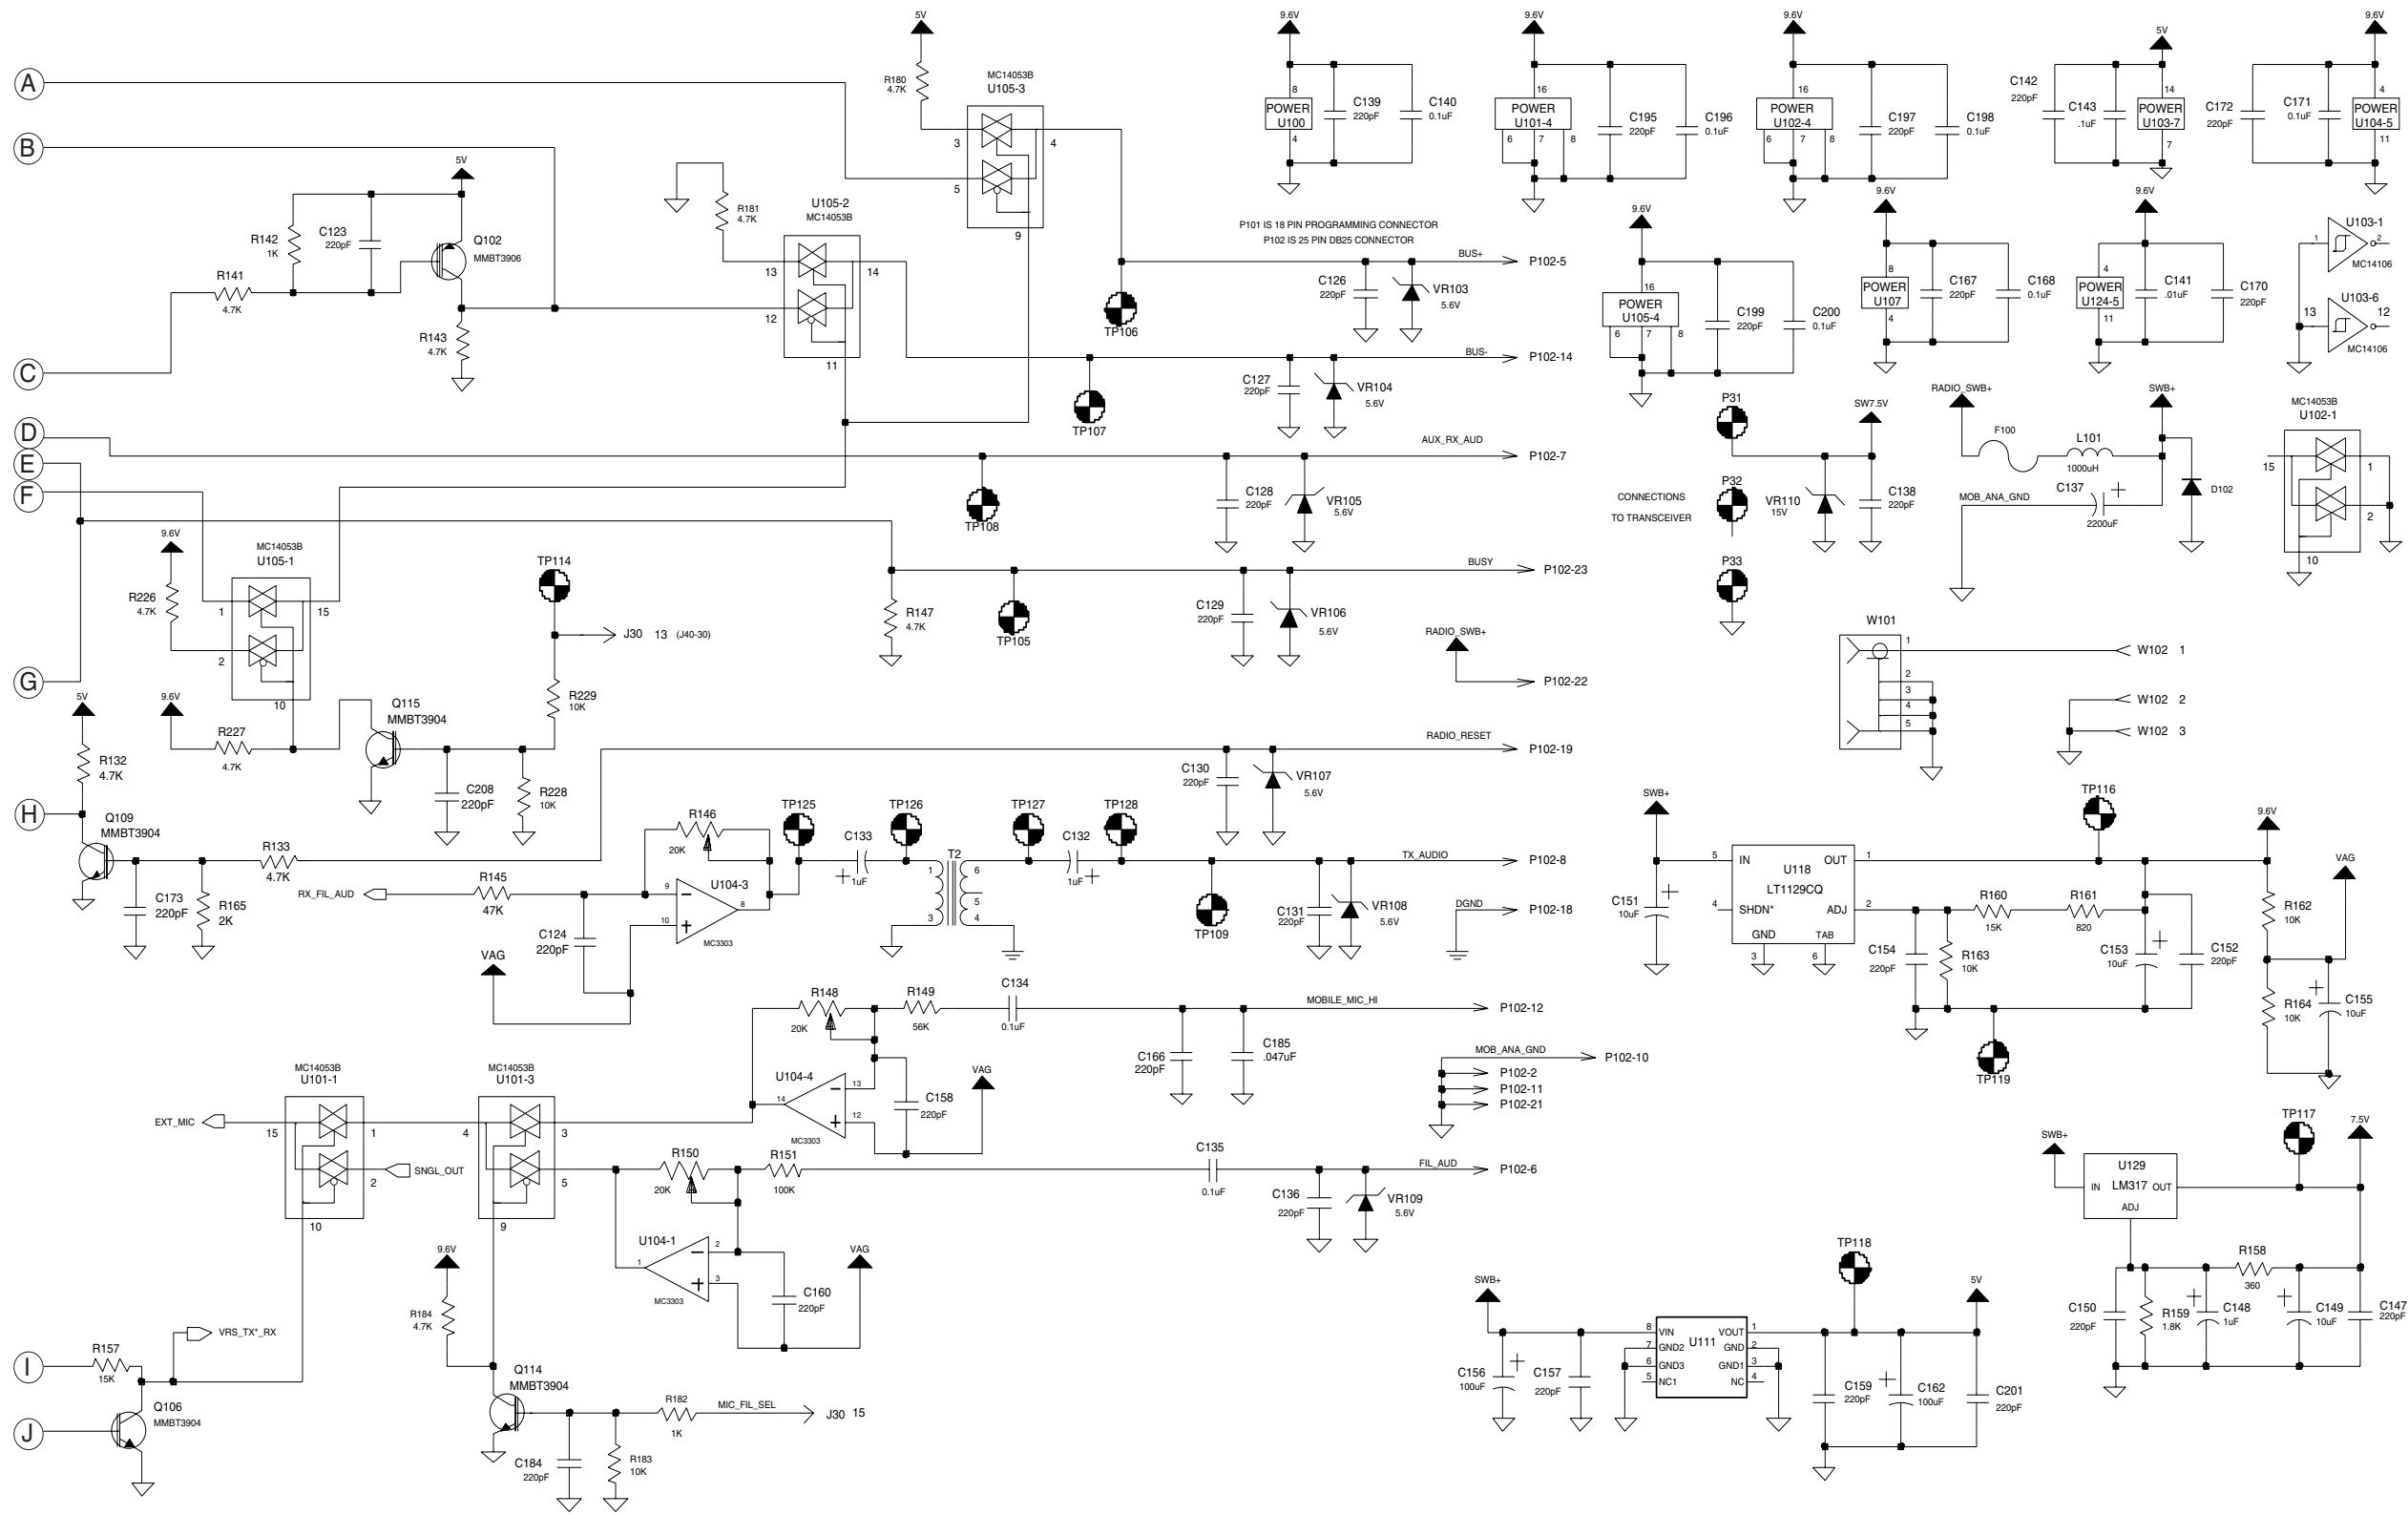 5V
9.6V
9.6V
9.6V
5V
9.6V
A
R180
4.7K
MC14053B
U105-3
3
4
5
9
8
POWER
U100
4
C139
220pF
C140
0.1uF
16
POWER
U101-4
6
7
8
C195
220pF
C196
0.1uF
16
POWER
U102-4
6
7
8
C197
220pF
C198
0.1uF
C142
220pF
C143
.1uF
14
POWER
U103-7
7
C172
220pF
C171
0.1uF
4
POWER
U104-5
11
B
5V
R142
1K
C123
220pF
Q102
MMBT3906
R141
4.7K
R143
4.7K
C
R181
4.7K
U105-2
MC14053B
13
14
12
11
P101 IS 18 PIN PROGRAMMING CONNECTOR
P102 IS 25 PIN DB25 CONNECTOR
BUS+
P102-5
C126
220pF
VR103
5.6V
TP106
BUS-
P102-14
C127
220pF
VR104
5.6V
TP107
9.6V
16
POWER
U105-4
6
7
8
C199
220pF
C200
0.1uF
9.6V
8
POWER
U107
4
C167
220pF
C168
0.1uF
9.6V
4
POWER
U124-5
11
C141
.01uF
C170
220pF
U103-1
1
2
MC14106
U103-6
13
12
MC14106
D
E
F
AUX_RX_AUD
P102-7
TP108
C128
220pF
VR105
5.6V
P31
P32
CONNECTIONS
TO TRANSCEIVER
P33
SW7.5V
VR110
15V
C138
220pF
RADIO_SWB+
F100
L101
1000uH
SWB+
MOB_ANA_GND
C137
2200uF
D102
MC14053B
U102-1
15
1
2
10
9.6V
R226
4.7K
MC14053B
U105-1
1
15
2
10
TP114
J30 13 (J40-30)
R229
10K
BUSY
P102-23
R147
4.7K
TP105
C129
220pF
VR106
5.6V
RADIO_SWB+
P102-22
W101
1
2
3
4
5
W102 1
W102 2
W102 3
G
5V
R132
4.7K
9.6V
R227
4.7K
Q115
MMBT3904
C208
220pF
R228
10K
RADIO_RESET
P102-19
C130
220pF
VR107
5.6V
H
Q109
MMBT3904
C173
220pF
R165
2K
R133
4.7K
RX_FIL_AUD
R145
47K
R146
20K
C124
220pF
VAG
9
10
8
U104-3
MC3303
TP125
C133
1uF
TP126
T2
1
3
6
5
4
TP127
C132
1uF
TP128
TX_AUDIO
P102-8
TP109
C131
220pF
VR108
5.6V
DGND
P102-18
SWB+
C151
10uF
5
IN
U118
OUT
1
LT1129CQ
4
SHDN*
ADJ
2
GND
TAB
3
6
TP116
9.6V
VAG
C154
220pF
R163
10K
R160
15K
R161
820
C153
10uF
C152
220pF
R162
10K
R164
10K
C155
10uF
TP119
R148
20K
R149
56K
C134
0.1uF
MOBILE_MIC_HI
P102-12
C166
220pF
C185
.047uF
MOB_ANA_GND
P102-10
P102-2
P102-11
P102-21
U104-4
13
14
12
MC3303
C158
220pF
VAG
EXT_MIC
MC14053B
U101-1
15
1
2
10
SNGL_OUT
MC14053B
U101-3
4
3
5
9
R150
20K
R151
100K
C135
0.1uF
FIL_AUD
P102-6
C136
220pF
VR109
5.6V
U104-1
2
1
3
MC3303
C160
220pF
VAG
TP117
7.5V
SWB+
U129
IN
LM317
OUT
ADJ
C150
220pF
R159
1.8K
C148
1uF
R158
360
C149
10uF
C147
220pF
9.6V
R184
4.7K
VRS_TX*_RX
I
R157
15K
J
Q106
MMBT3904
Q114
MMBT3904
R182
1K
MIC_FIL_SEL
J30 15
C184
220pF
R183
10K
SWB+
C156
100uF
C157
220pF
8
VIN
VOUT
1
7
GND2
U111
GND
2
6
GND3
GND1
3
5
NC1
NC
4
TP118
5V
C159
220pF
C162
100uF
C201
220pF